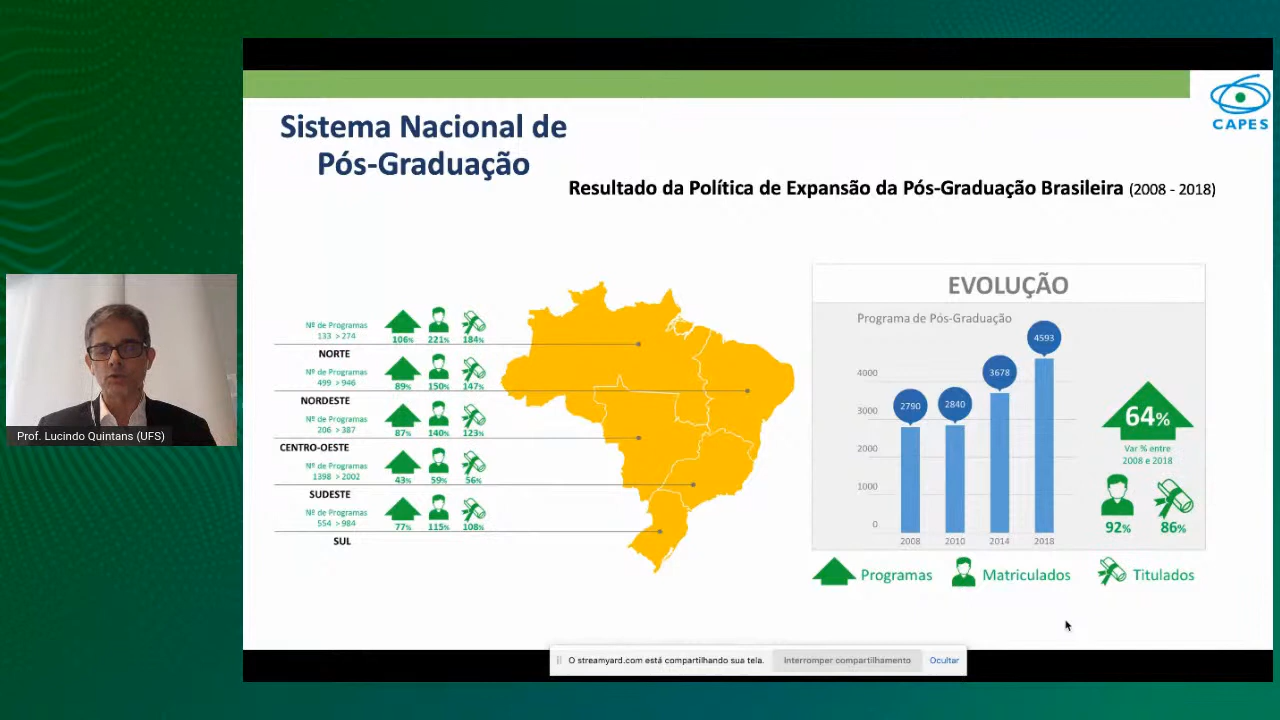 Sistema Nacional de
Pós-Graduação
CAPES
Resultado da Política de Expansão da Pós-Graduação Brasileira (2008 - 2018)
Nº de Programas
133 > 274
106% 221% 184%
NORTE
Nº de Programas
499 > 946
89% 150% 147%
NORDESTE
Nº de Programas
206 > 387
87% 140% 123%
CENTRO-OESTE
Nº de Programas
1398 > 2002
43% 59% 56%
SUDESTE
Nº de Programas
554 > 984
77% 115% 108%
SUL
EVOLUÇÃO
Programa de Pós-Graduação
4593
3678
2840
2790
4000
3000
2000
1000
0
2008 2010 2014 2018
64%
Var % entre
2008 e 2018
92% 86%
Programas Matriculados Titulados
Prof. Lucindo Quintans (UFS)
O streamyard.com está compartilhando sua tela. Interromper compartilhamento Ocultar